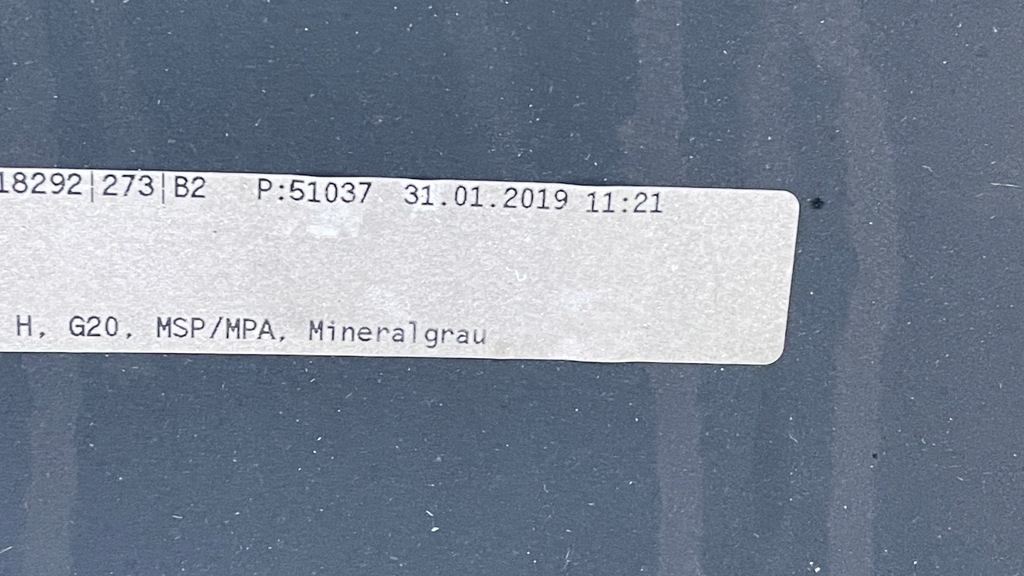 18292|273|B2 P:51037 31.01.2019 11:21
H, G20, MSP/MPA, Mineralgrau